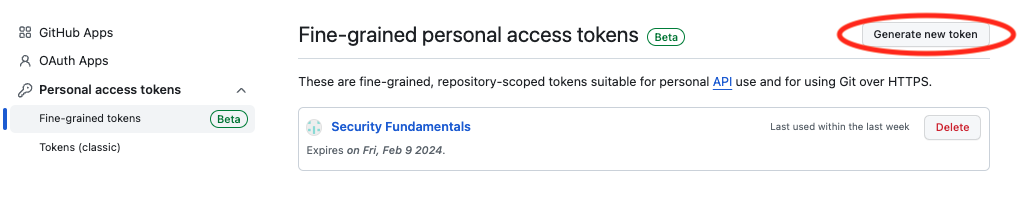 GitHub Apps
OAuth Apps
Personal access tokens
Fine-grained tokens Beta
Tokens (classic)
Fine-grained personal access tokens Beta
Generate new token
These are fine-grained, repository-scoped tokens suitable for personal API use and for using Git over HTTPS.
Security Fundamentals
Last used within the last week
Delete
Expires on Fri, Feb 9 2024.